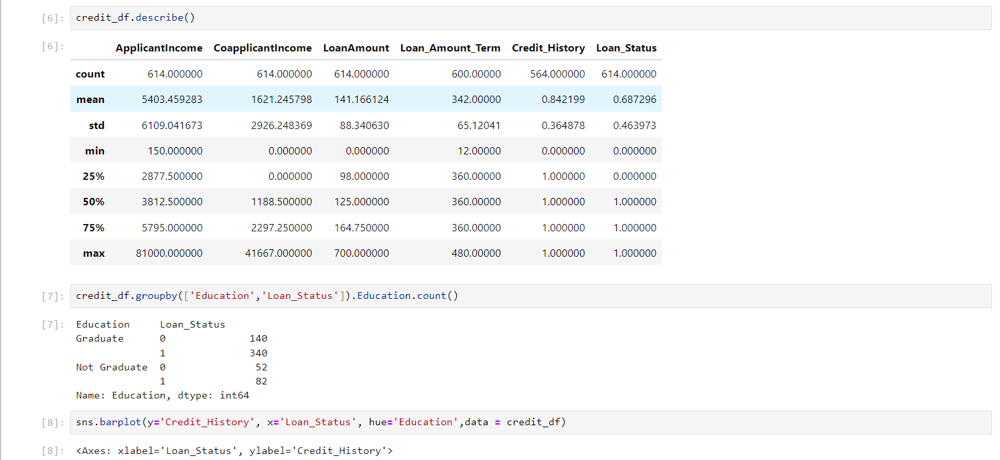 [6]: credit_df.describe()
[6]: ApplicantIncome CoapplicantIncome LoanAmount Loan_Amount_Term Credit_History Loan_Status
count 614.000000 614.000000 614.000000 600.00000 564.000000 614.000000
mean 5403.459283 1621.245798 141.166124 342.00000 0.842199 0.687296
std 6109.041673 2926.248369 88.340630 65.12041 0.364878 0.463973
min 150.000000 0.000000 0.000000 12.00000 0.000000 0.000000
25% 2877.500000 0.000000 98.000000 360.00000 1.000000 0.000000
50% 3812.500000 1188.500000 125.000000 360.00000 1.000000 1.000000
75% 5795.000000 2297.250000 164.750000 360.00000 1.000000 1.000000
max 81000.000000 41667.000000 700.000000 480.00000 1.000000 1.000000
[7]: credit_df.groupby(['Education','Loan_Status']).Education.count()
[7]: Education Loan_Status
Graduate 0 140
1 340
Not Graduate 0 52
1 82
Name: Education, dtype: int64
[8]: sns.barplot(y='Credit_History', x='Loan_Status', hue='Education',data = credit_df)
[8]: <Axes: xlabel='Loan_Status', ylabel='Credit_History'>